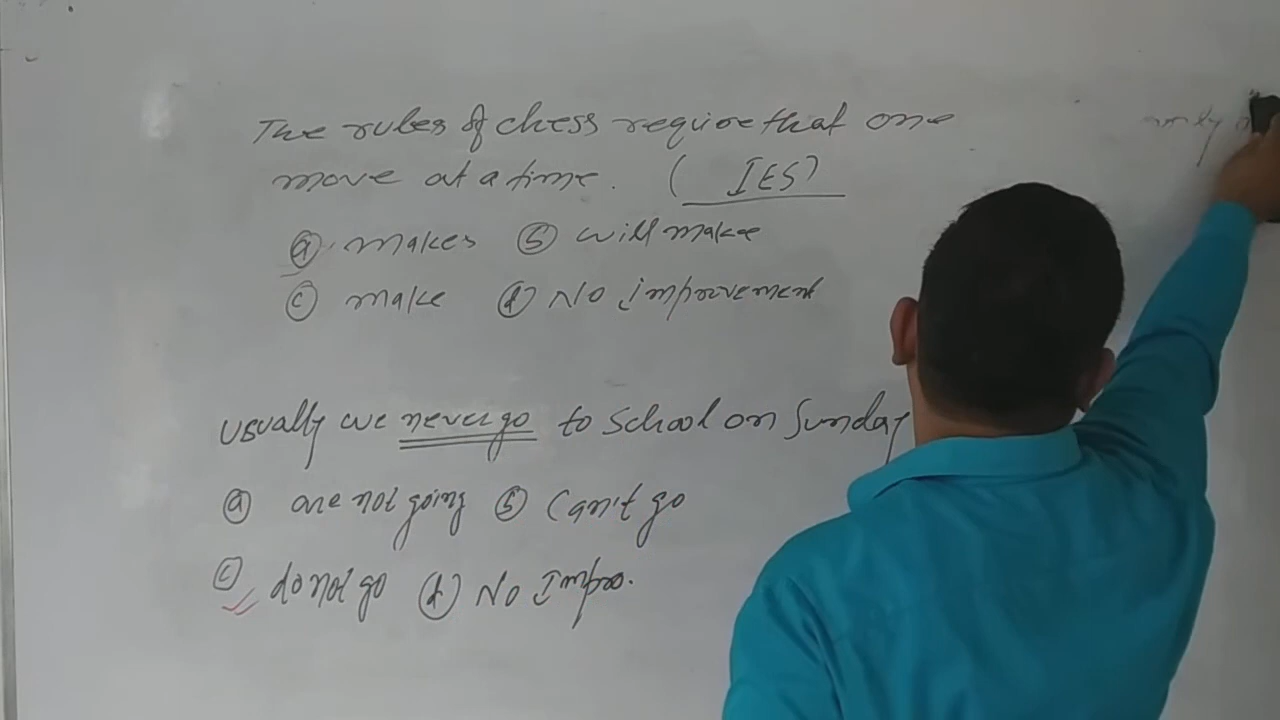 The rules of chess require that one
only
move at a time. ( IES)
(a) makes (b) will make
(c) make (d) No improvement
Usually we never go to School on Sunday
(a) are not going (b) Can't go
(c) do not go (d) No Impro.